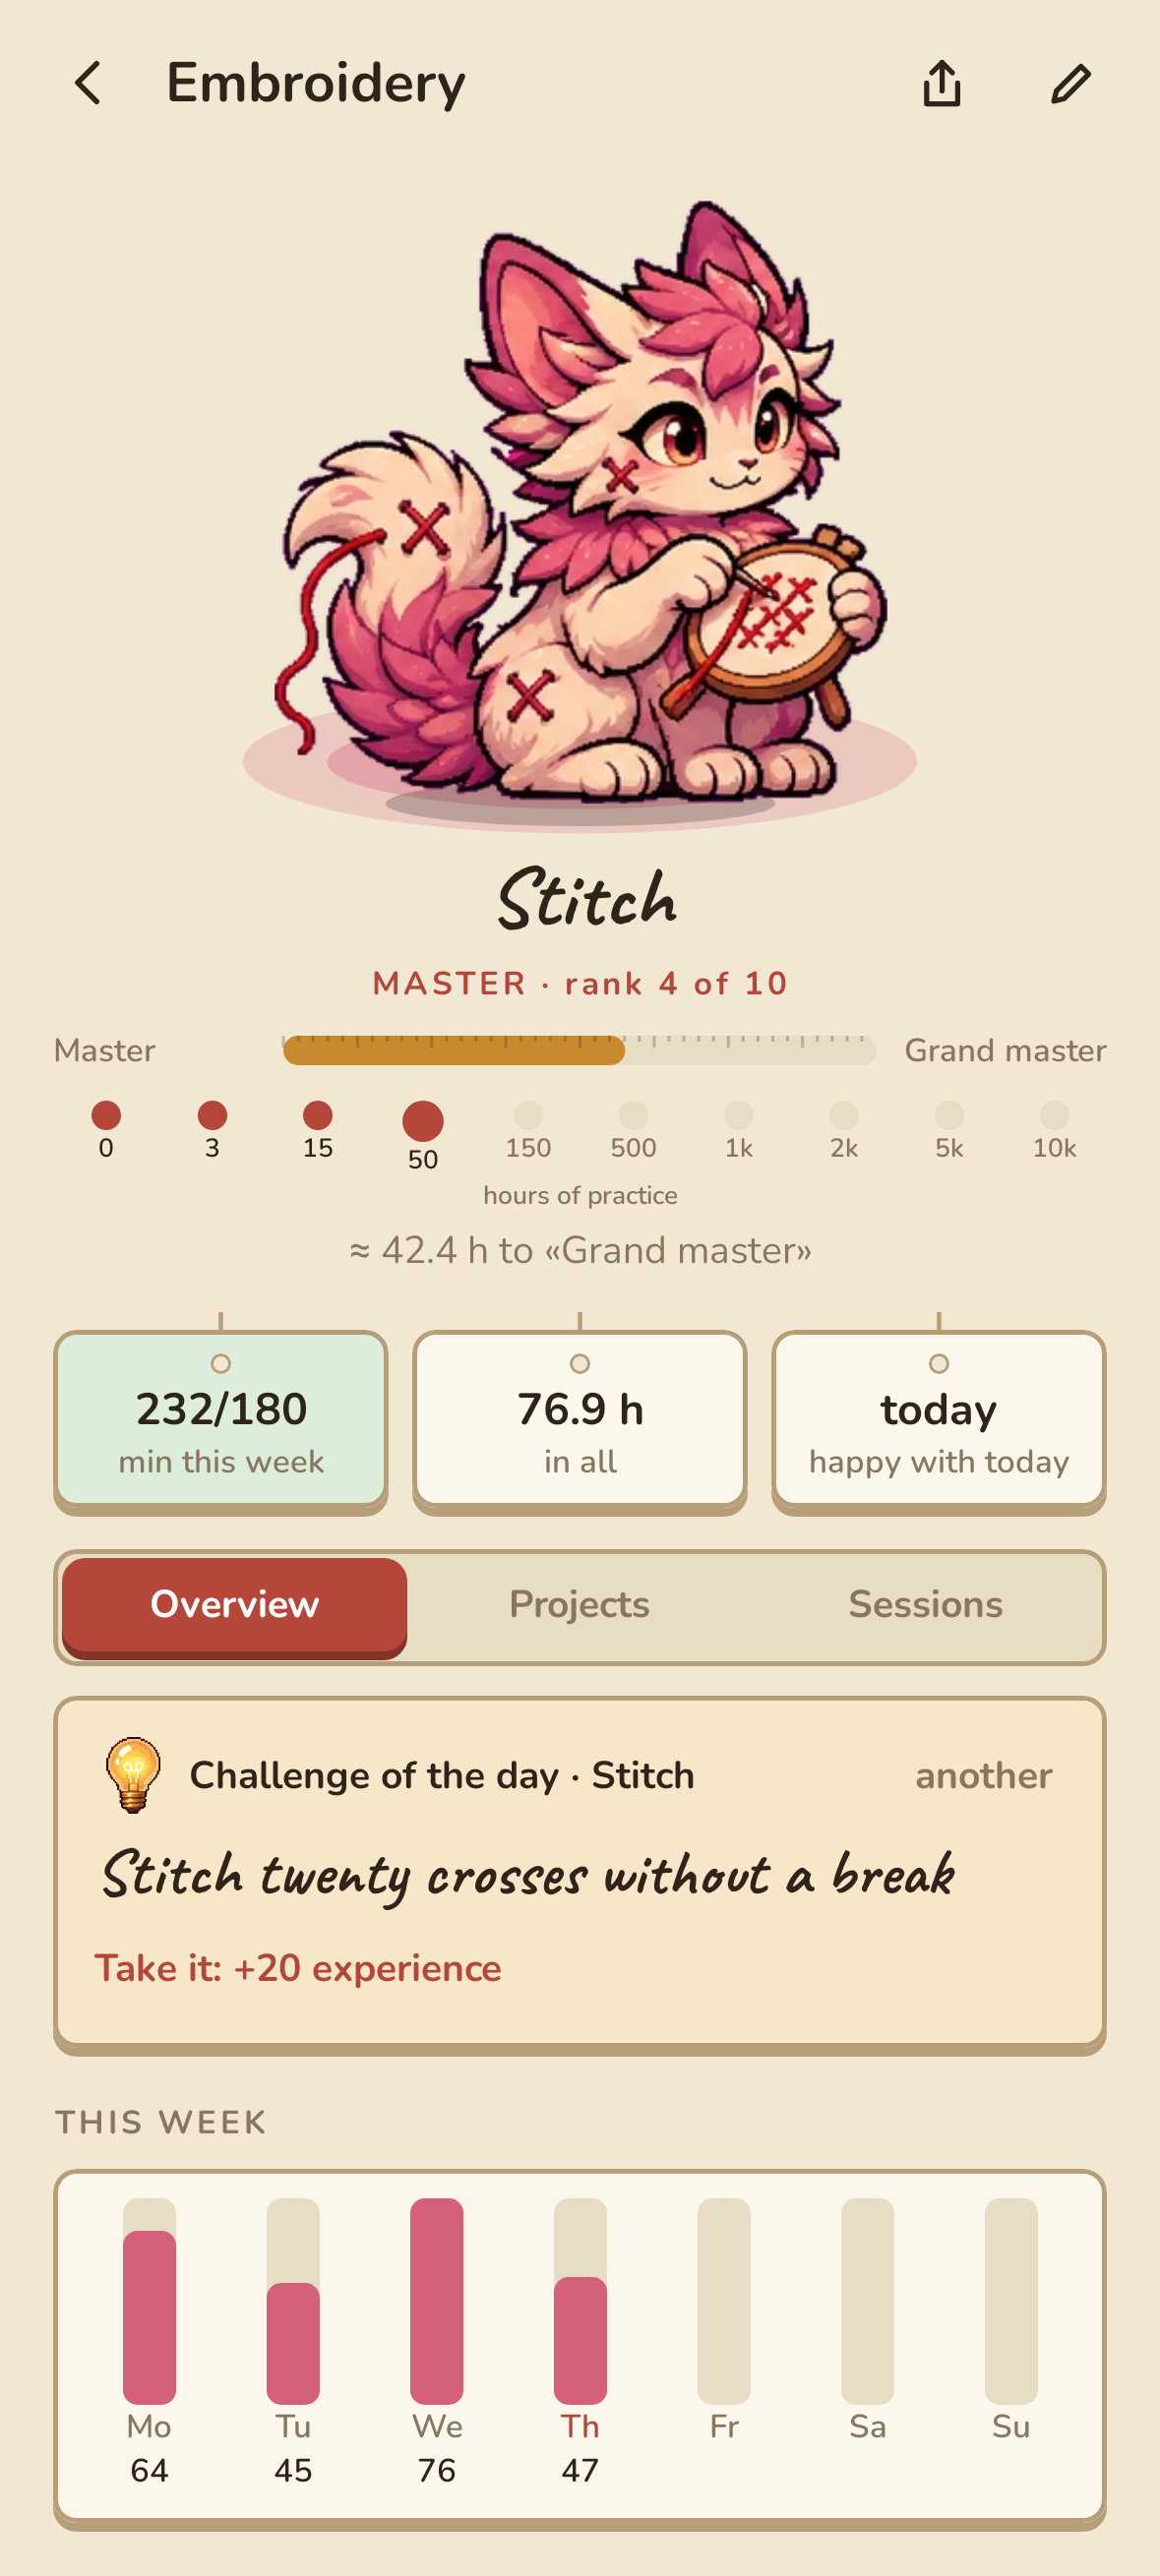 Embroidery
Stitch
MASTER · rank 4 of 10
Master Grand master
0 3 15 50 150 500 1k 2k 5k 10k
hours of practice
≈ 42.4 h to «Grand master»
232/180 76.9 h today
min this week in all happy with today
Overview Projects Sessions
Challenge of the day · Stitch another
Stitch twenty crosses without a break
Take it: +20 experience
THIS WEEK
Mo Tu We Th Fr Sa Su
64 45 76 47